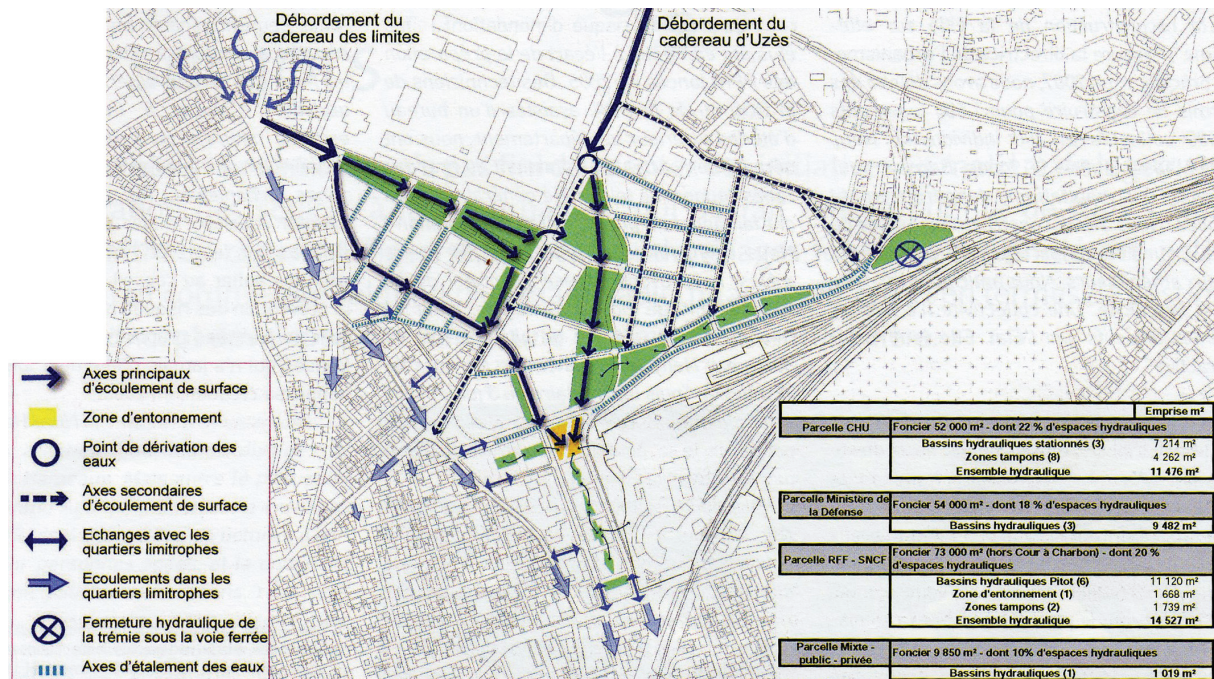 Débordement du
cadereau des limites
Débordement du
cadereau d'Uzès
Axes principaux
d'écoulement de surface
Zone d'entonnement
Point de dérivation des
eaux
Axes secondaires
d'écoulement de surface
Echanges avec les
quartiers limitrophes
Ecoulements dans les
quartiers limitrophes
Fermeture hydraulique de
la trémie sous la voie ferrée
Axes d'étalement des eaux
Emprise m²
Parcelle CHU Foncier 52 000 m² - dont 22 % d'espaces hydrauliques
Bassins hydrauliques stationnés (3) 7 214 m²
Zones tampons (8) 4 262 m²
Ensemble hydraulique 11 476 m²
Parcelle Ministère de la Défense Foncier 54 000 m² - dont 18 % d'espaces hydrauliques
Bassins hydrauliques (3) 9 482 m²
Parcelle RFF - SNCF Foncier 73 000 m² (hors Cour à Charbon) - dont 20 %
d'espaces hydrauliques
Bassins hydrauliques Pitot (6) 11 120 m²
Zone d'entonnement (1) 1 668 m²
Zones tampons (2) 1 739 m²
Ensemble hydraulique 14 527 m²
Parcelle Mixte - public - privée Foncier 9 850 m² - dont 10% d'espaces hydrauliques
Bassins hydrauliques (1) 1 019 m²